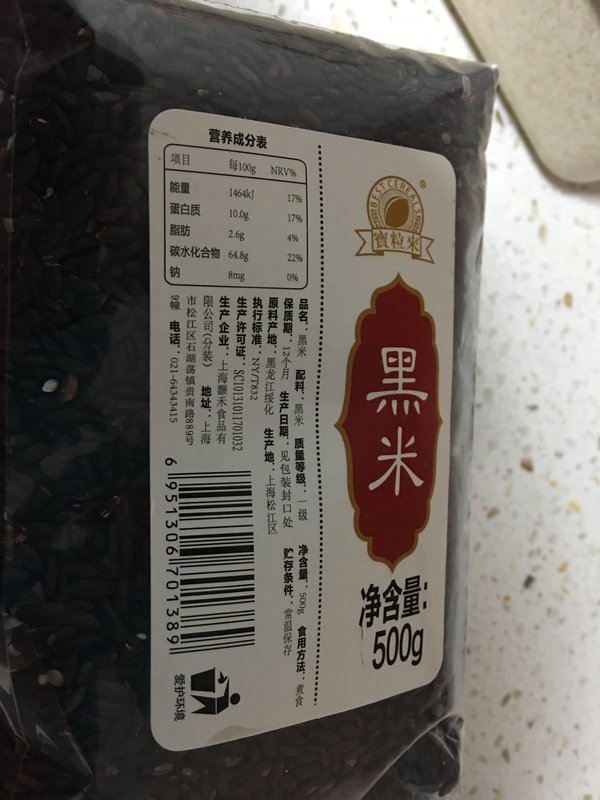 营养成分表
项目 每100g NRV%
能量 1464kJ 17%
蛋白质 10.0g 17%
脂肪 2.6g 4%
碳水化合物 64.8g 22%
钠 8mg 0%
BEST CEREALS
®
寶粒來
黑米
净含量:
500g
品名：黑米 配料：黑米 质量等级：一级 净含量：500g 食用方法：煮食
保质期：12个月 生产日期：见包装封口处 贮存条件：常温保存
原料产地：黑龙江绥化 生产地：上海松江区
执行标准：NY/T832
生产许可证：SC10131011701032
生产企业：上海灏禾食品有
限公司(分装) 地址：上海
市松江区石湖荡镇贵南路889号
9幢 电话：021-64343415
6 951306 701389
爱护环境